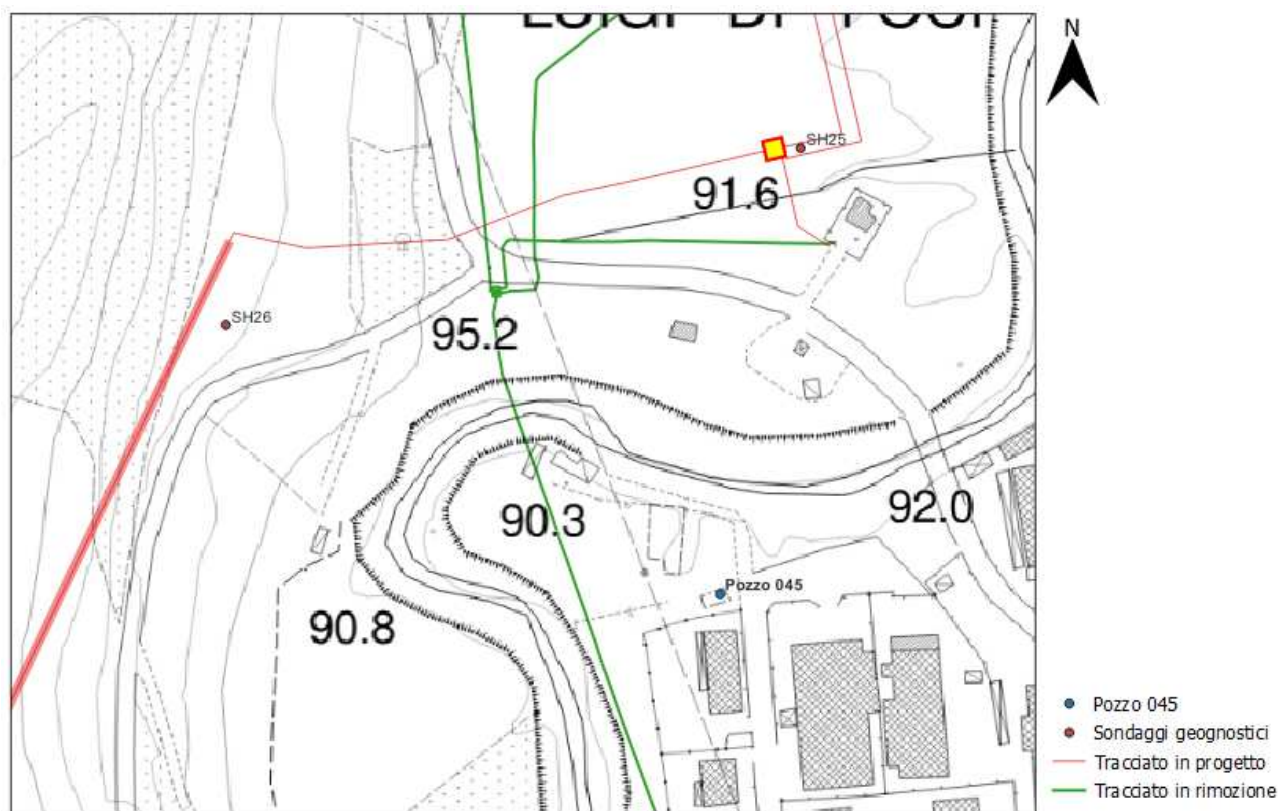 N
SH25
91.6
SH26
95.2
90.3
92.0
Pozzo 045
90.8
Pozzo 045
Sondaggi geognostici
Tracciato in progetto
Tracciato in rimozione